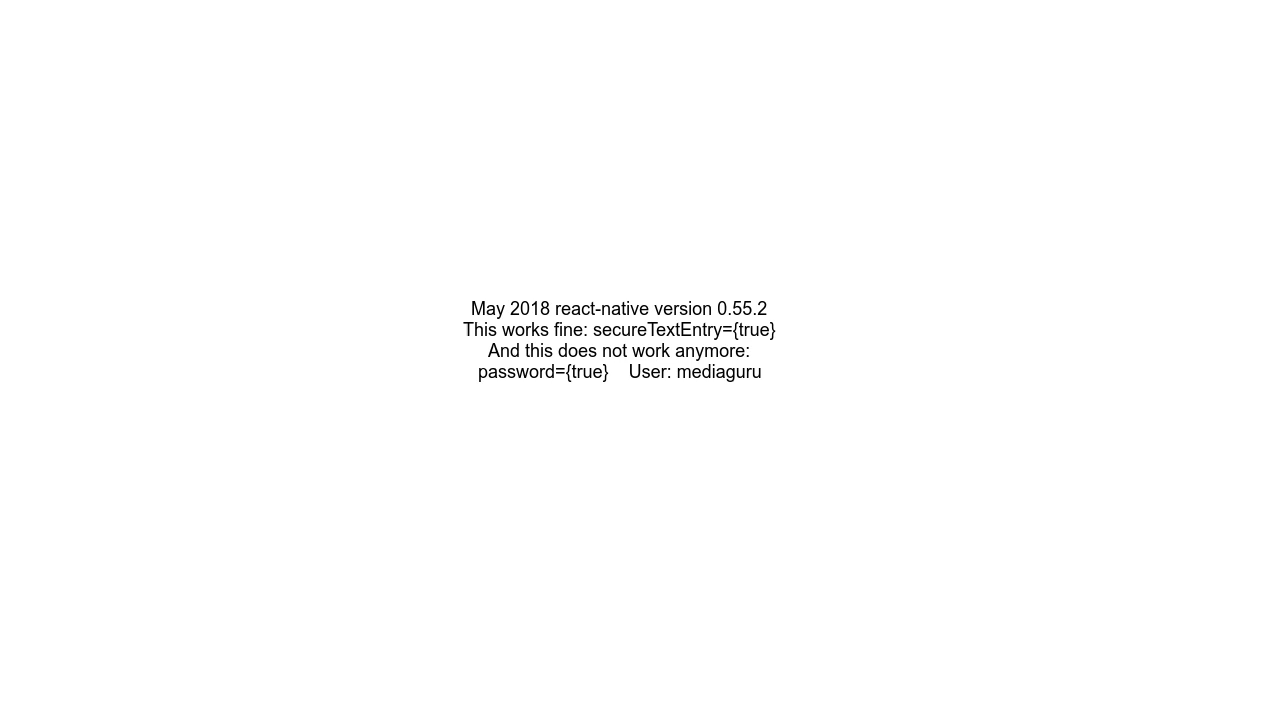 May 2018 react-native version 0.55.2
This works fine: secureTextEntry={true}
And this does not work anymore:
password={true}    User: mediaguru